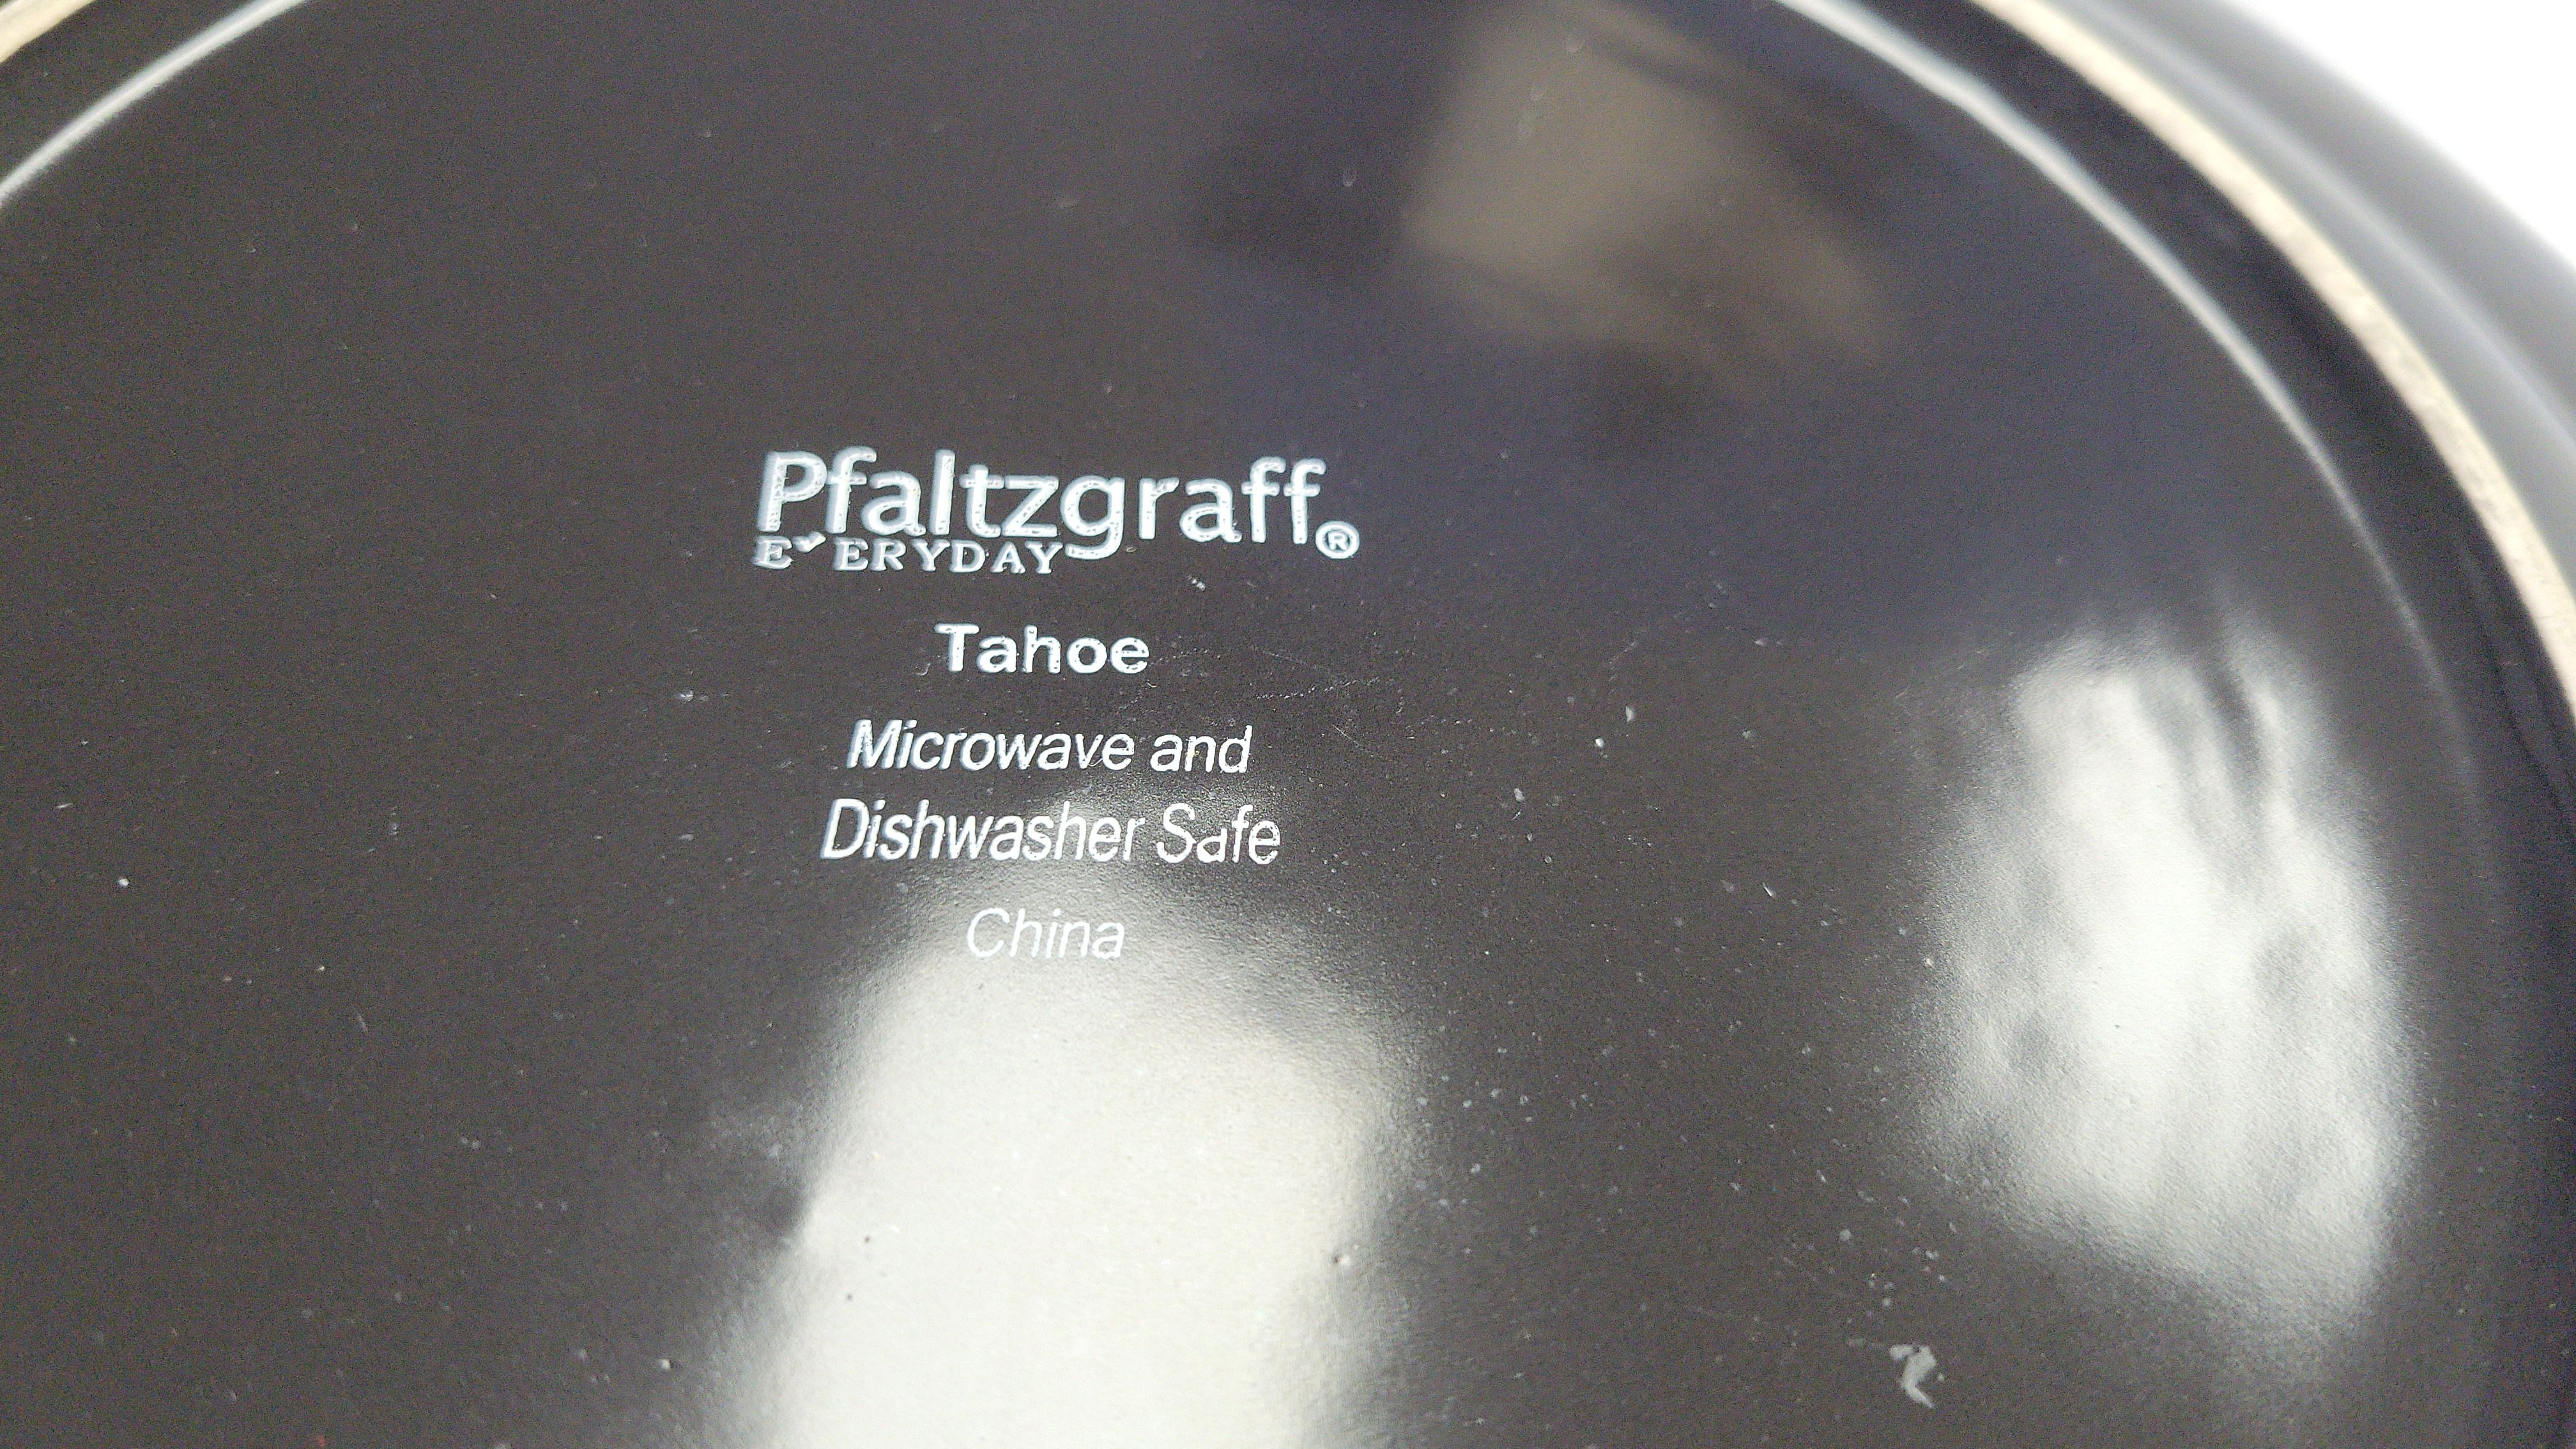 Pfaltzgraff®
EVERYDAY
Tahoe
Microwave and
Dishwasher Safe
China